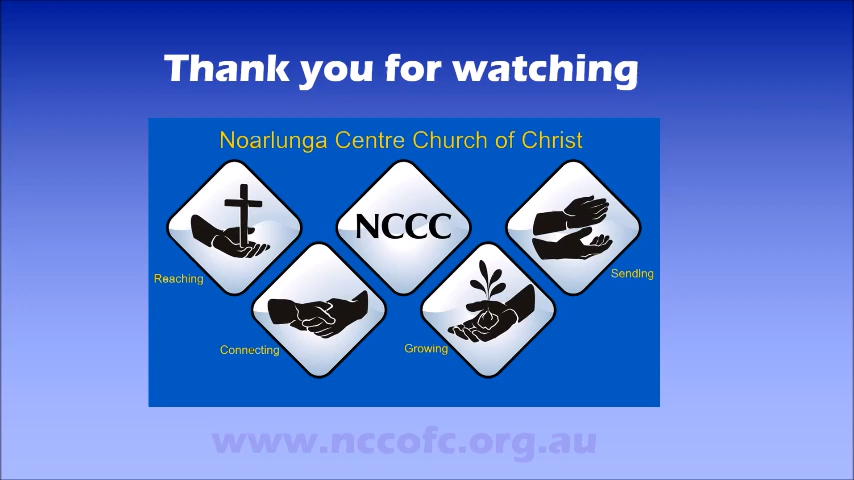 Thank you for watching
Noarlunga Centre Church of Christ
NCCC
Reaching
Sending
Connecting
Growing
www.nccofc.org.au